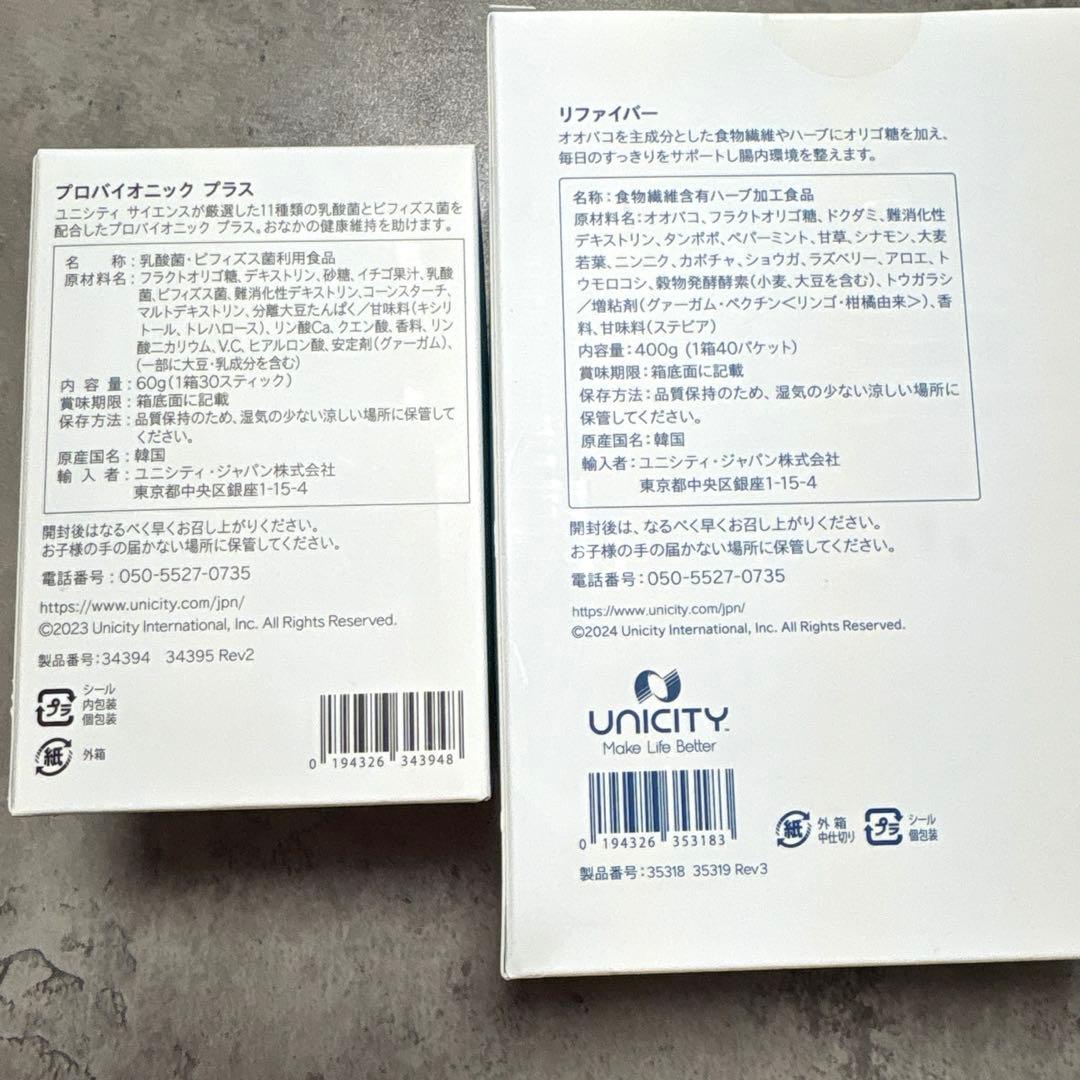 プロバイオニック プラス
ユニシティ サイエンスが厳選した11種類の乳酸菌とビフィズス菌を
配合したプロバイオニック プラス。おなかの健康維持を助けます。
名 称：乳酸菌・ビフィズス菌利用食品
原材料名：フラクトオリゴ糖、デキストリン、砂糖、イチゴ果汁、乳酸
菌、ビフィズス菌、難消化性デキストリン、コーンスターチ、
マルトデキストリン、分離大豆たんぱく／甘味料（キシリ
トール、トレハロース）、リン酸Ca、クエン酸、香料、リン
酸二カリウム、V.C、ヒアルロン酸、安定剤（グァーガム）、
（一部に大豆・乳成分を含む）
内容量：60g（1箱30スティック）
賞味期限：箱底面に記載
保存方法：品質保持のため、湿気の少ない涼しい場所に保管して
ください。
原産国名：韓国
輸入者：ユニシティ・ジャパン株式会社
東京都中央区銀座1-15-4
開封後はなるべく早くお召し上がりください。
お子様の手の届かない場所に保管してください。
電話番号：050-5527-0735
https://www.unicity.com/jpn/
©2023 Unicity International, Inc. All Rights Reserved.
製品番号：34394 34395 Rev2
プラ
シール
内包装
個包装
紙
外箱
0 194326 343948
リファイバー
オオバコを主成分とした食物繊維やハーブにオリゴ糖を加え、
毎日のすっきりをサポートし腸内環境を整えます。
名称：食物繊維含有ハーブ加工食品
原材料名：オオバコ、フラクトオリゴ糖、ドクダミ、難消化性
デキストリン、タンポポ、ペパーミント、甘草、シナモン、大麦
若葉、ニンニク、カボチャ、ショウガ、ラズベリー、アロエ、ト
ウモロコシ、穀物発酵酵素（小麦、大豆を含む）、トウガラシ
／増粘剤（グァーガム・ペクチン＜リンゴ・柑橘由来＞）、香
料、甘味料（ステビア）
内容量：400g（1箱40パケット）
賞味期限：箱底面に記載
保存方法：品質保持のため、湿気の少ない涼しい場所に
保管してください。
原産国名：韓国
輸入者：ユニシティ・ジャパン株式会社
東京都中央区銀座1-15-4
開封後は、なるべく早くお召し上がりください。
お子様の手の届かない場所に保管してください。
電話番号：050-5527-0735
https://www.unicity.com/jpn/
©2024 Unicity International, Inc. All Rights Reserved.
UNICITY™
Make Life Better
0 194326 353183
紙
外箱
中仕切り
プラ
シール
個包装
製品番号：35318 35319 Rev3